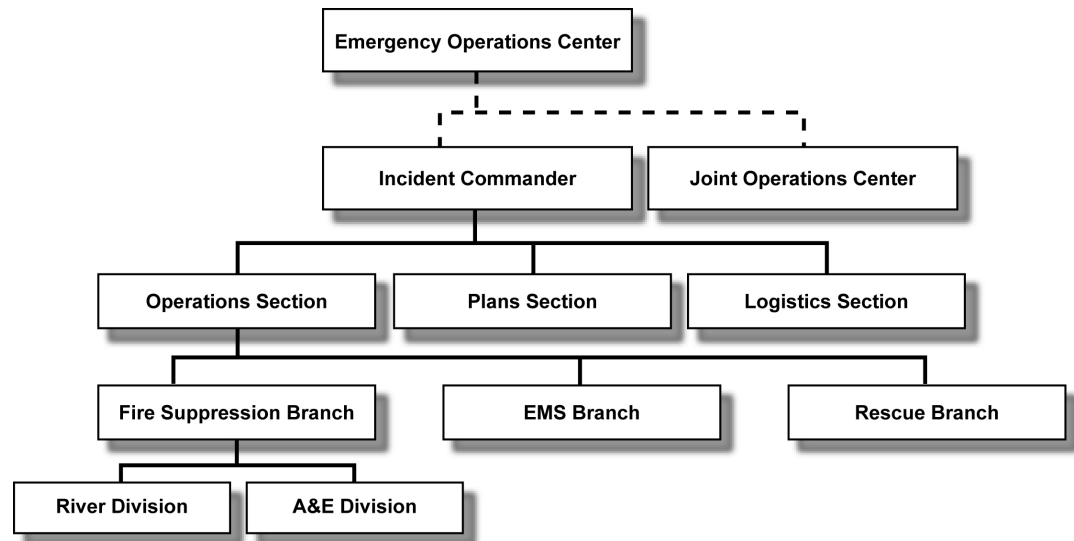 Emergency Operations Center
Incident Commander
Joint Operations Center
Operations Section
Plans Section
Logistics Section
Fire Suppression Branch
EMS Branch
Rescue Branch
River Division
A&E Division